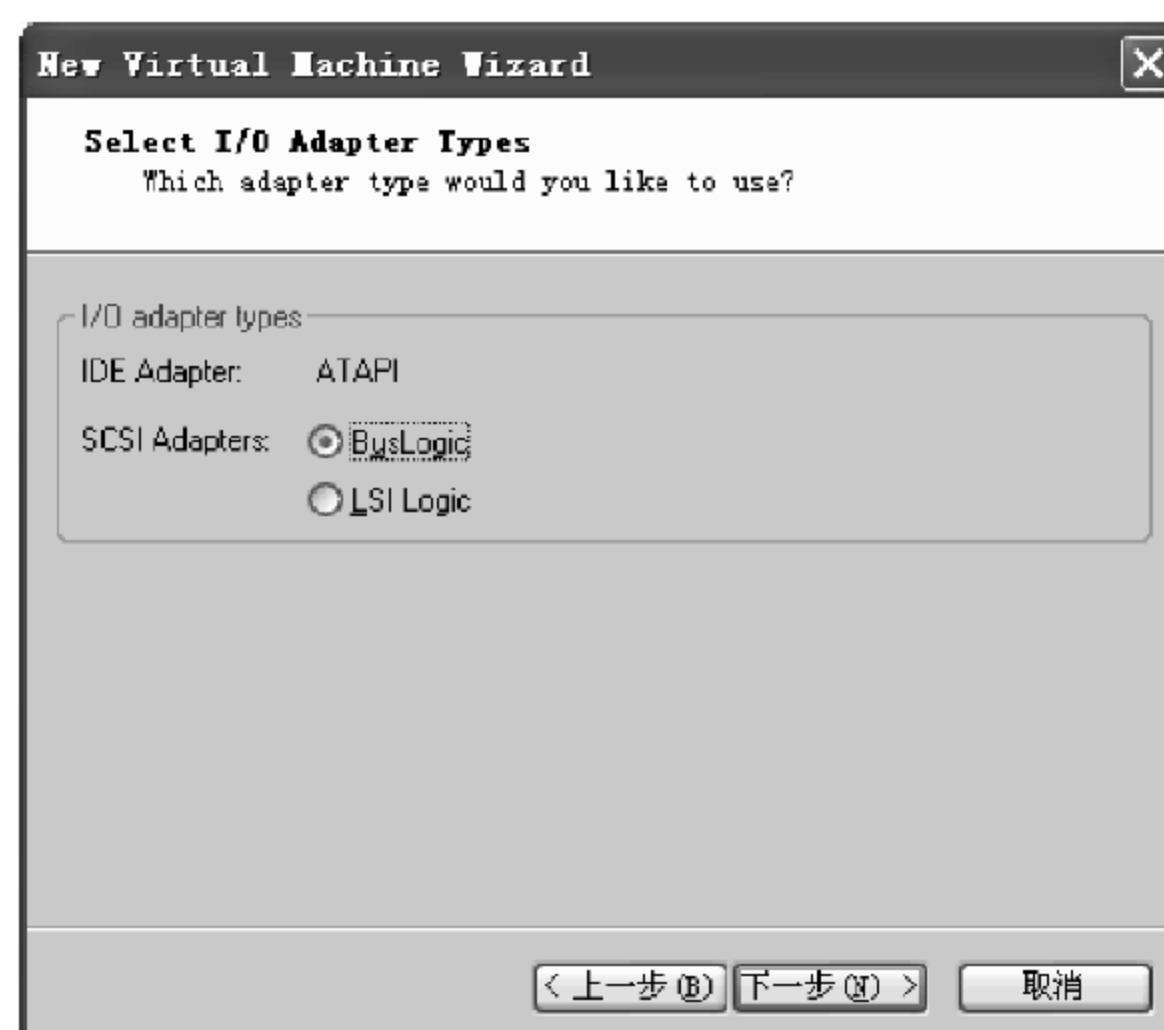 New Virtual Machine Wizard
Select I/O Adapter Types
Which adapter type would you like to use?
I/O adapter types
IDE Adapter: ATAPI
SCSI Adapters: BusLogic
LSI Logic
< 上一步(B) 下一步(N) > 取消